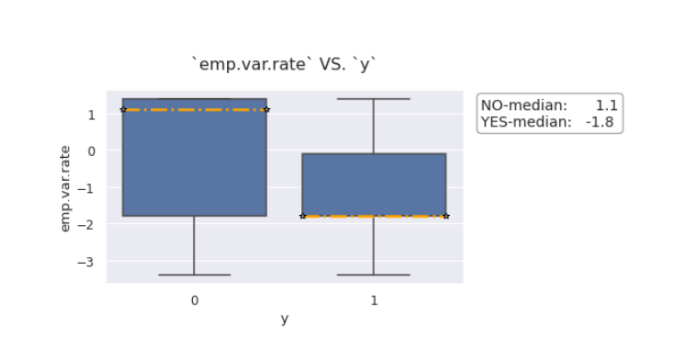 `emp.var.rate` VS. `y`
NO-median: 1.1
YES-median: -1.8
emp.var.rate
1
0
−1
−2
−3
0 1
y